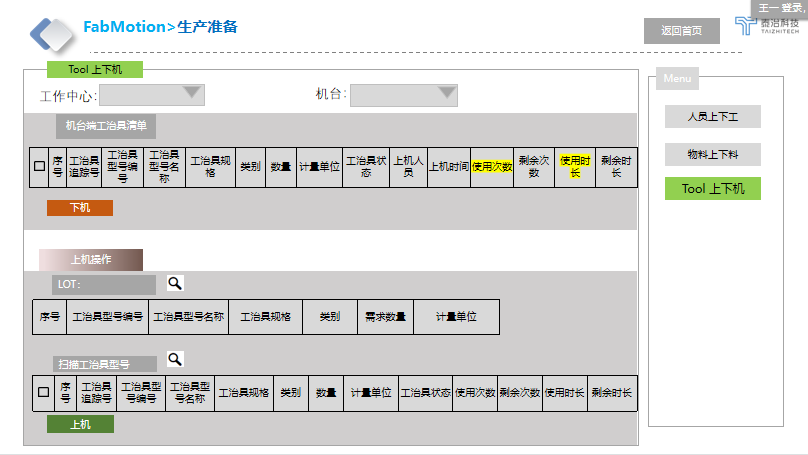 王一 登录,
FabMotion>生产准备
返回首页
泰治科技
TAIZHITECH
Tool 上下机
Menu
工作中心:
机台:
机台端工治具清单
人员上下工
物料上下料
Tool 上下机
序号 工治具追踪号 工治具型号编号 工治具型号名称 工治具规格 类别 数量 计量单位 工治具状态 上机人员 上机时间 使用次数 剩余次数 使用时长 剩余时长
下机
上机操作
LOT:
序号 工治具型号编号 工治具型号名称 工治具规格 类别 需求数量 计量单位
扫描工治具型号
序号 工治具追踪号 工治具型号编号 工治具型号名称 工治具规格 类别 数量 计量单位 工治具状态 使用次数 剩余次数 使用时长 剩余时长
上机